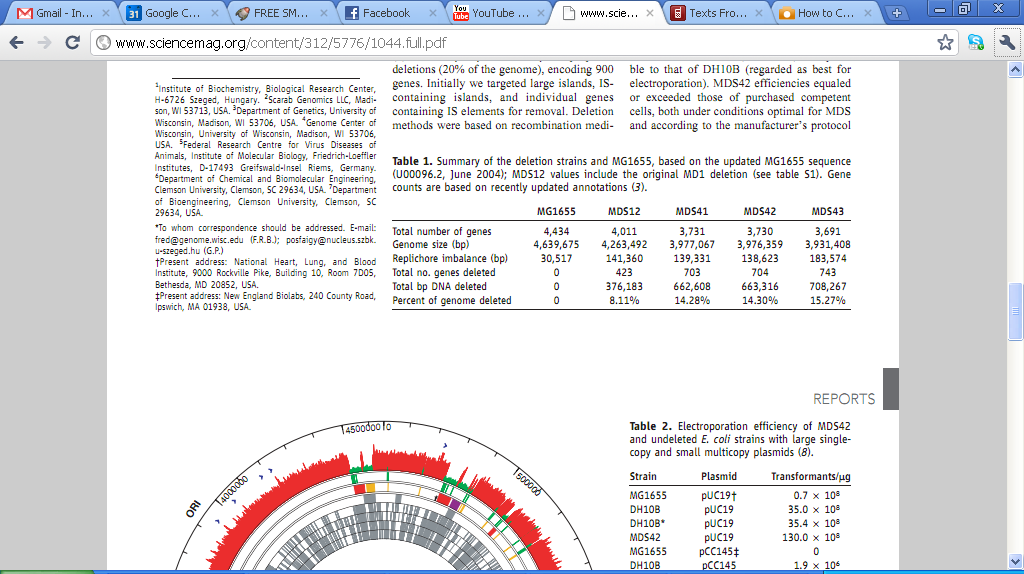 Gmail - In...
31 Google C...
FREE SM...
Facebook
YouTube ...
www.scie...
Texts Fro...
How to C...
www.sciencemag.org/content/312/5776/1044.full.pdf
1Institute of Biochemistry, Biological Research Center,
H-6726 Szeged, Hungary. 2Scarab Genomics LLC, Madi-
son, WI 53713, USA. 3Department of Genetics, University of
Wisconsin, Madison, WI 53706, USA. 4Genome Center of
Wisconsin, University of Wisconsin, Madison, WI 53706,
USA. 5Federal Research Centre for Virus Diseases of
Animals, Institute of Molecular Biology, Friedrich-Loeffler
Institutes, D-17493 Greifswald-Insel Riems, Germany.
6Department of Chemical and Biomolecular Engineering,
Clemson University, Clemson, SC 29634, USA. 7Department
of Bioengineering, Clemson University, Clemson, SC
29634, USA.
*To whom correspondence should be addressed. E-mail:
fred@genome.wisc.edu (F.R.B.); posfaigy@nucleus.szbk.
u-szeged.hu (G.P.)
†Present address: National Heart, Lung, and Blood
Institute, 9000 Rockville Pike, Building 10, Room 7D05,
Bethesda, MD 20892, USA.
‡Present address: New England Biolabs, 240 County Road,
Ipswich, MA 01938, USA.
deletions (20% of the genome), encoding 900
genes. Initially we targeted large islands, IS-
containing islands, and individual genes
containing IS elements for removal. Deletion
methods were based on recombination medi-
ble to that of DH10B (regarded as best for
electroporation). MDS42 efficiencies equaled
or exceeded those of purchased competent
cells, both under conditions optimal for MDS
and according to the manufacturer's protocol
Table 1. Summary of the deletion strains and MG1655, based on the updated MG1655 sequence
(U00096.2, June 2004); MDS12 values include the original MD1 deletion (see table S1). Gene
counts are based on recently updated annotations (3).
MG1655 MDS12 MDS41 MDS42 MDS43
Total number of genes 4,434 4,011 3,731 3,730 3,691
Genome size (bp) 4,639,675 4,263,492 3,977,067 3,976,359 3,931,408
Replichore imbalance (bp) 30,517 141,360 139,331 138,623 183,574
Total no. genes deleted 0 423 703 704 743
Total bp DNA deleted 0 376,183 662,608 663,316 708,267
Percent of genome deleted 0 8.11% 14.28% 14.30% 15.27%
REPORTS
4500000
0
4000000
500000
ORI
Table 2. Electroporation efficiency of MDS42
and undeleted E. coli strains with large single-
copy and small multicopy plasmids (8).
Strain Plasmid Transformants/µg
MG1655 pUC19† 0.7 × 10⁸
DH10B pUC19 35.0 × 10⁸
DH10B* pUC19 35.4 × 10⁸
MDS42 pUC19 130.0 × 10⁸
MG1655 pCC145‡ 0
DH10B pCC145 1.9 × 10⁶